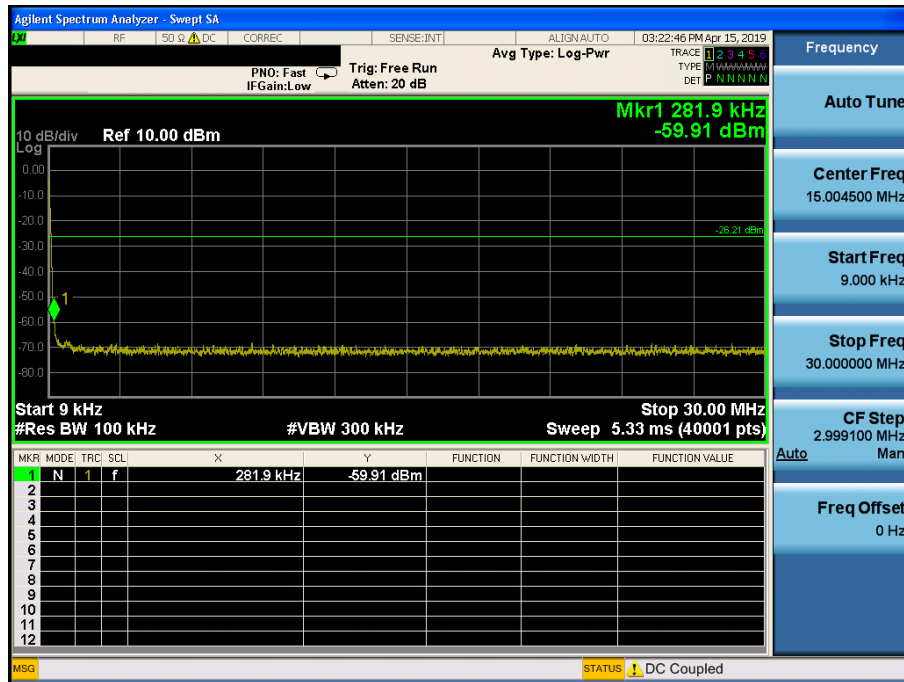 Agilent Spectrum Analyzer - Swept SA
LXI RF 50 Ω DC CORREC SENSE:INT ALIGN AUTO 03:22:46 PM Apr 15, 2019
Avg Type: Log-Pwr TRACE 1 2 3 4 5 6
PNO: Fast Trig: Free Run TYPE MWWWWW
IFGain:Low Atten: 20 dB DET P N N N N N
Mkr1 281.9 kHz
10 dB/div Ref 10.00 dBm -59.91 dBm
Log
0.00
-10.0
-20.0
-26.21 dBm
-30.0
-40.0
-50.0
1
-60.0
-70.0
-80.0
Start 9 kHz Stop 30.00 MHz
#Res BW 100 kHz #VBW 300 kHz Sweep 5.33 ms (40001 pts)
MKR MODE TRC SCL X Y FUNCTION FUNCTION WIDTH FUNCTION VALUE
1 N 1 f 281.9 kHz -59.91 dBm
2
3
4
5
6
7
8
9
10
11
12
MSG STATUS DC Coupled
Frequency
Auto Tune
Center Freq
15.004500 MHz
Start Freq
9.000 kHz
Stop Freq
30.000000 MHz
CF Step
2.999100 MHz
Auto Man
Freq Offset
0 Hz